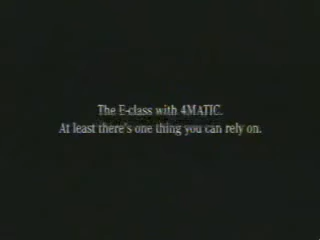 The E-class with 4MATIC.
At least there's one thing you can rely on.